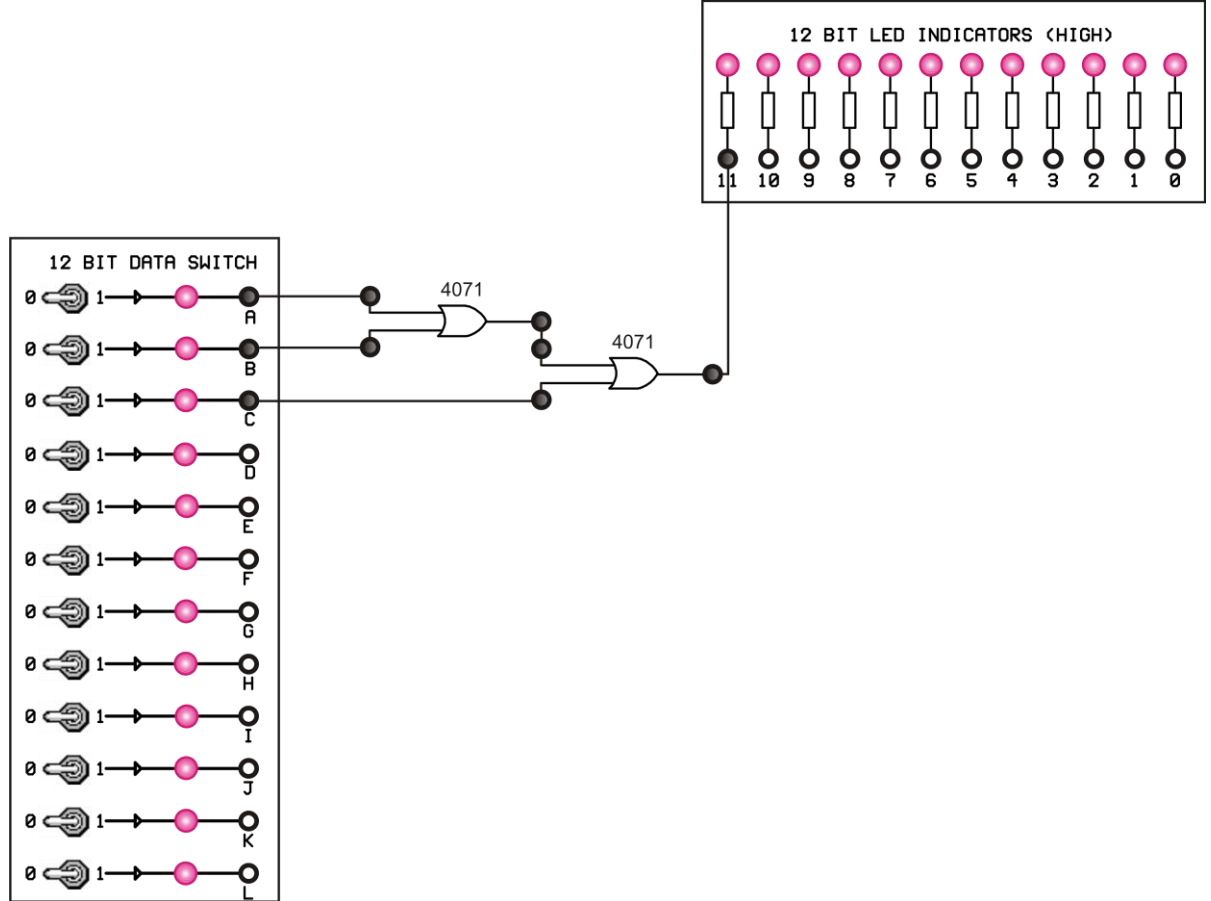 12 BIT LED INDICATORS (HIGH)
11 10 9 8 7 6 5 4 3 2 1 0
12 BIT DATA SWITCH
0 1 A
0 1 B
0 1 C
0 1 D
0 1 E
0 1 F
0 1 G
0 1 H
0 1 I
0 1 J
0 1 K
0 1 L
4071
4071